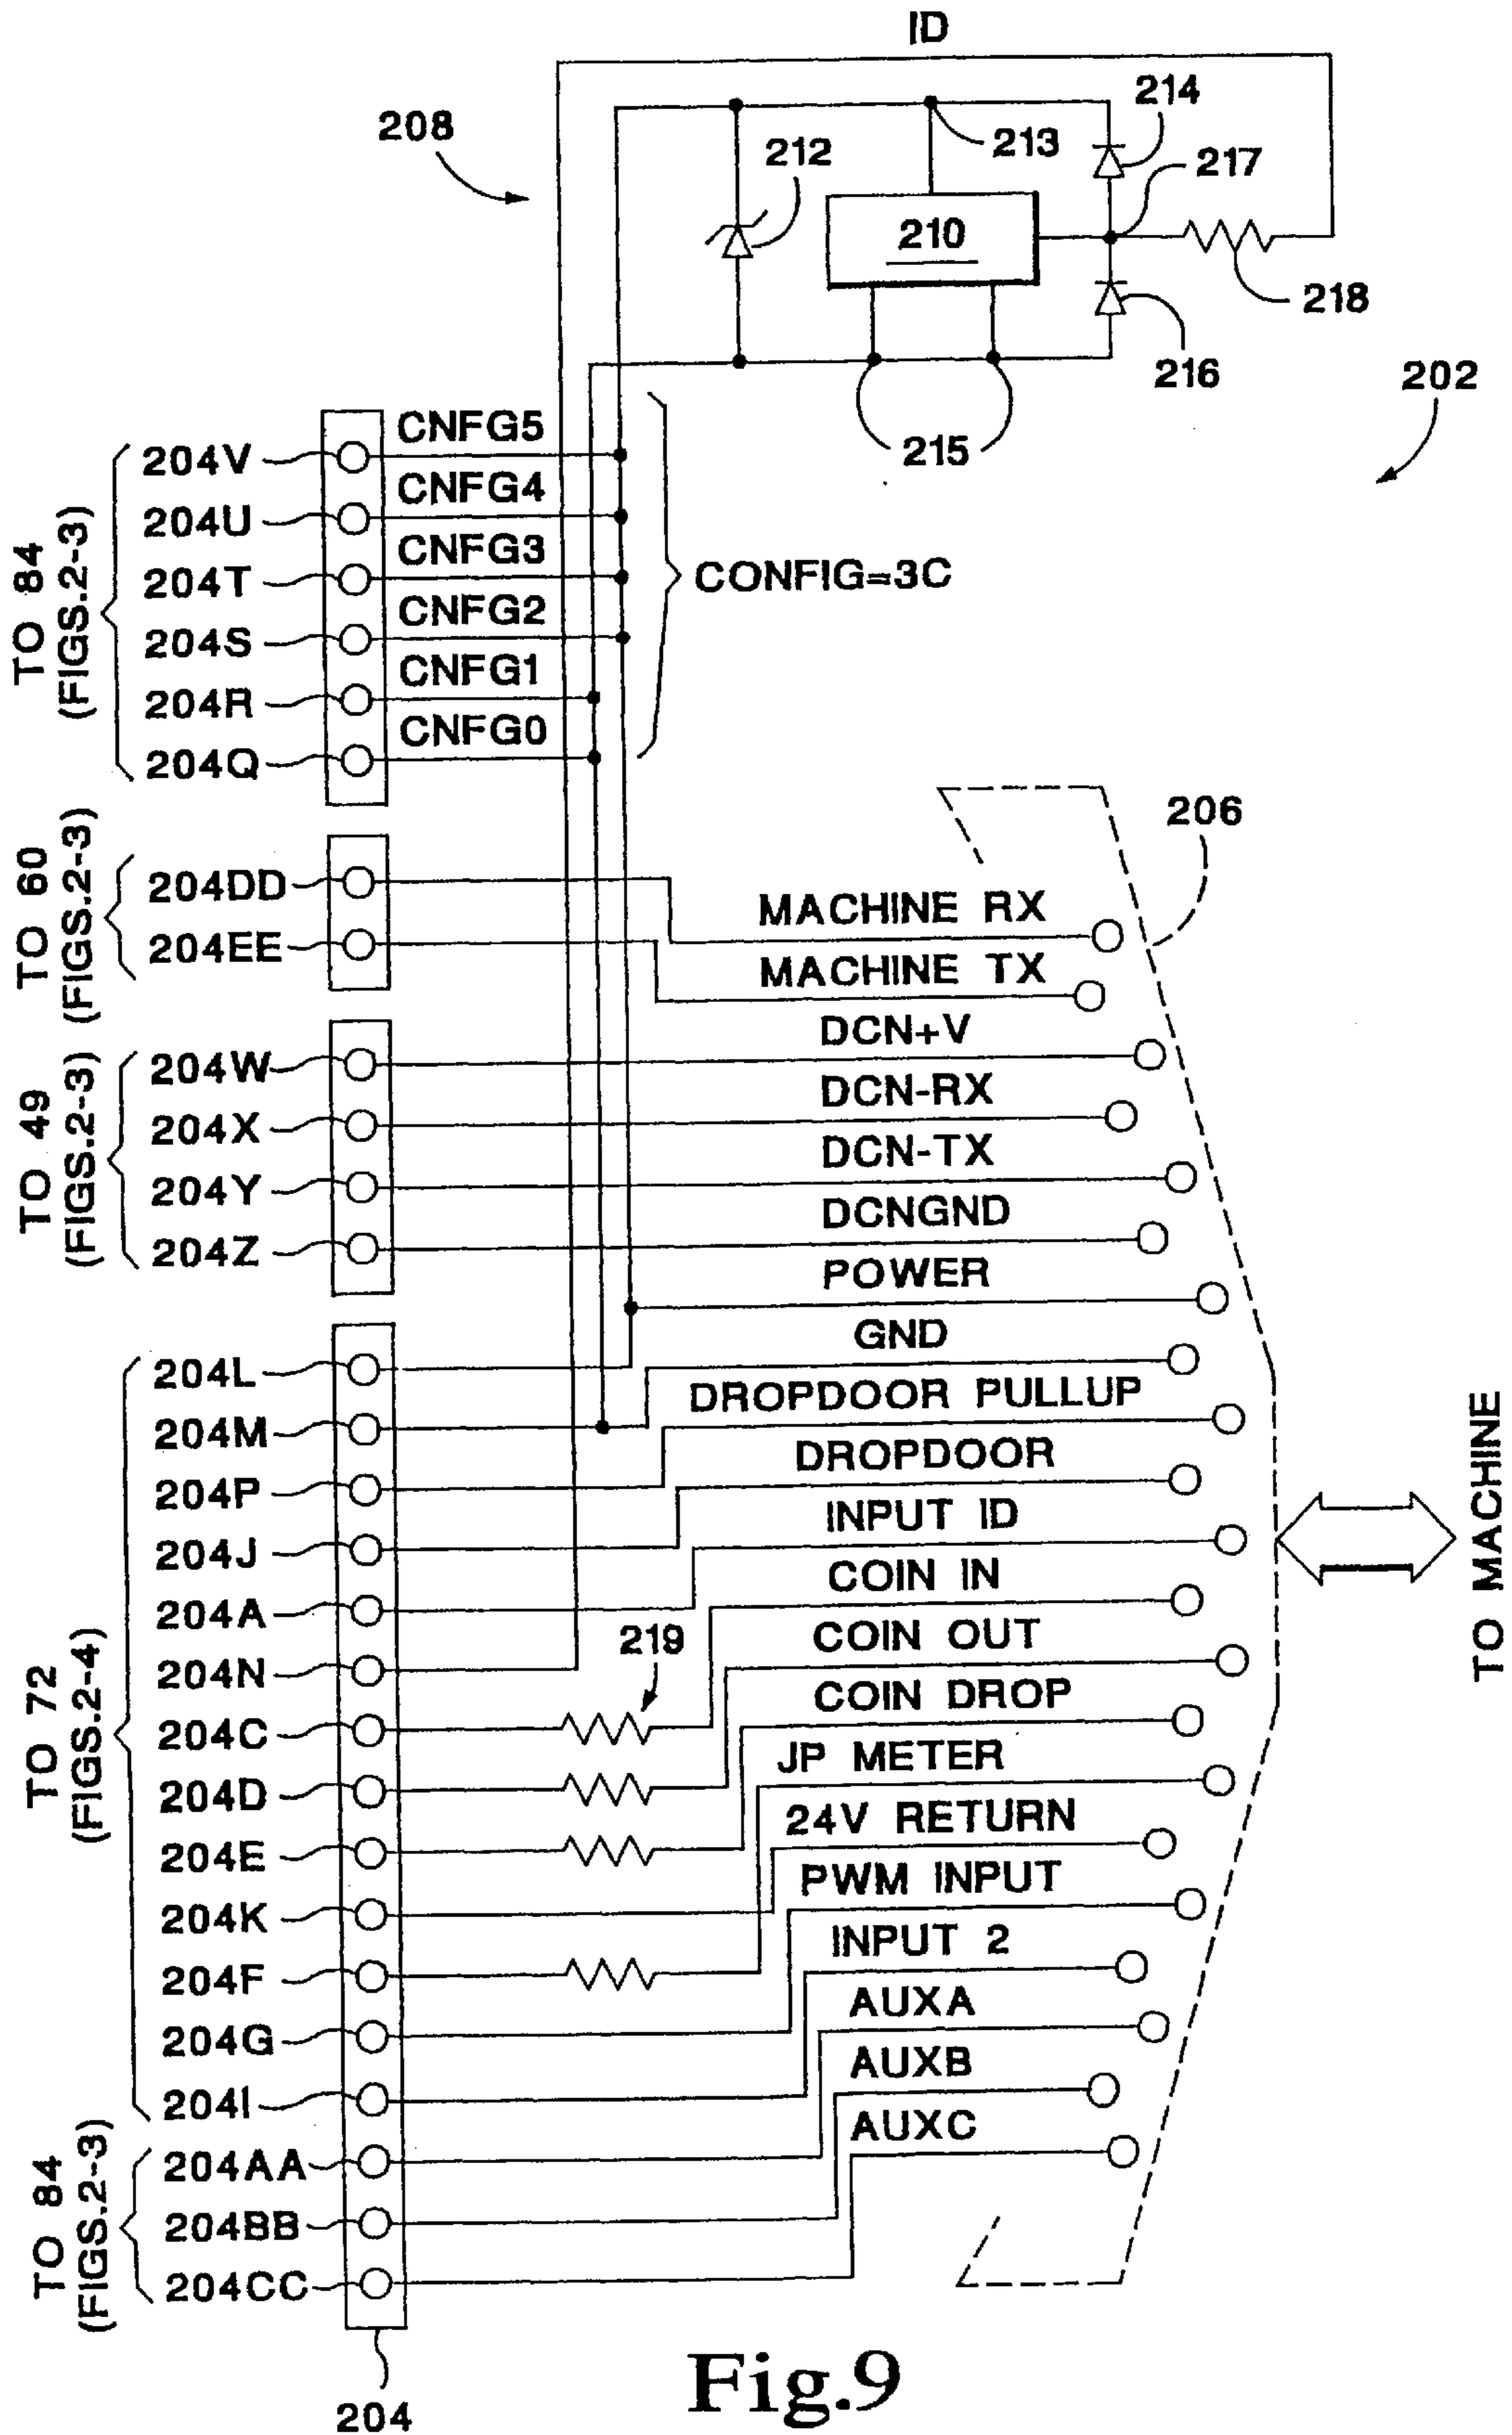 ID
208
212
213
214
217
210
218
216
202
215
TO 84
(FIGS.2-3)
204V
CNFG5
204U
CNFG4
204T
CNFG3
204S
CNFG2
204R
CNFG1
204Q
CNFG0
CONFIG=3C
206
TO 60
(FIGS.2-3)
204DD
MACHINE RX
204EE
MACHINE TX
TO 49
(FIGS.2-3)
204W
DCN+V
204X
DCN-RX
204Y
DCN-TX
204Z
DCNGND
POWER
TO 72
(FIGS.2-4)
204L
GND
204M
DROPDOOR PULLUP
204P
DROPDOOR
204J
INPUT ID
204A
COIN IN
204N
219
COIN OUT
204C
COIN DROP
204D
JP METER
204E
24V RETURN
204K
PWM INPUT
204F
INPUT 2
204G
AUXA
204I
AUXB
TO 84
(FIGS.2-3)
204AA
AUXC
204BB
204CC
TO MACHINE
204
Fig.9